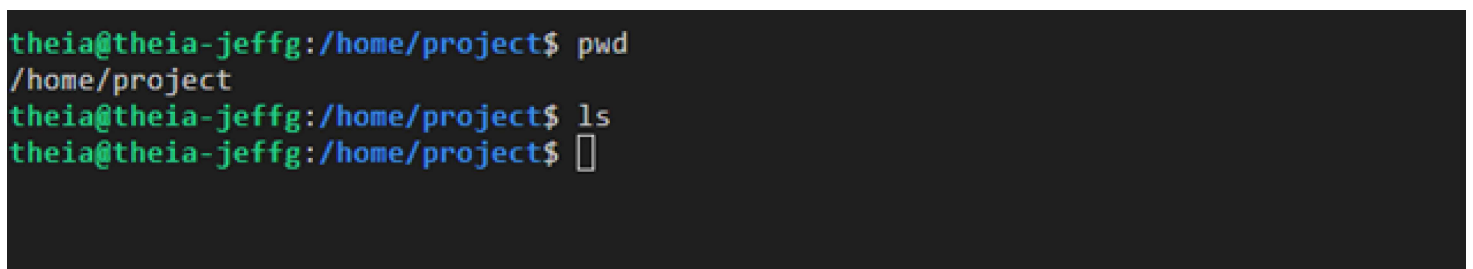 theia@theia-jeffg:/home/project$ pwd
/home/project
theia@theia-jeffg:/home/project$ ls
theia@theia-jeffg:/home/project$